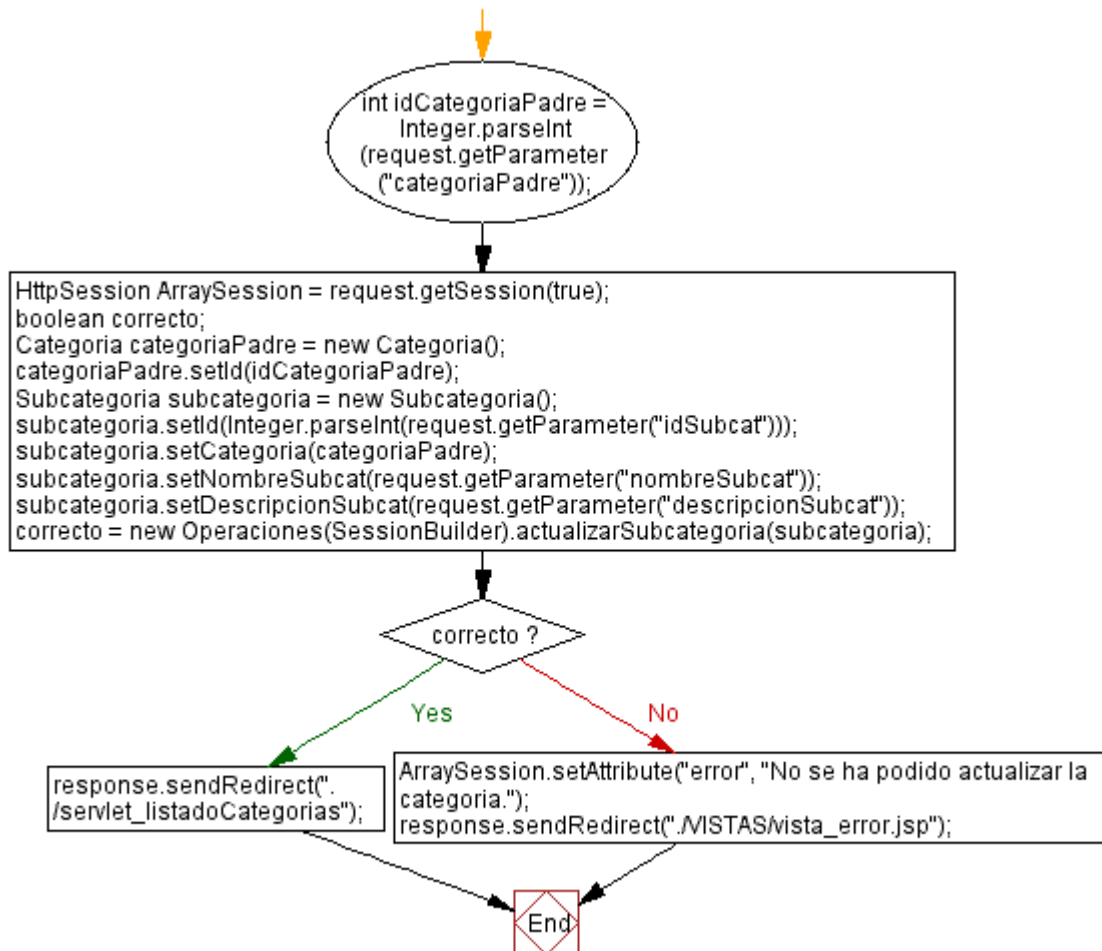 int idCategoriaPadre =
Integer.parseInt
(request.getParameter
("categoriaPadre"));
HttpSession ArraySession = request.getSession(true);
boolean correcto;
Categoria categoriaPadre = new Categoria();
categoriaPadre.setId(idCategoriaPadre);
Subcategoria subcategoria = new Subcategoria();
subcategoria.setId(Integer.parseInt(request.getParameter("idSubcat")));
subcategoria.setCategoria(categoriaPadre);
subcategoria.setNombreSubcat(request.getParameter("nombreSubcat"));
subcategoria.setDescripcionSubcat(request.getParameter("descripcionSubcat"));
correcto = new Operaciones(SessionBuilder).actualizarSubcategoria(subcategoria);
correcto ?
Yes
No
response.sendRedirect(".
/servlet_listadoCategorias");
ArraySession.setAttribute("error", "No se ha podido actualizar la
categoria.");
response.sendRedirect("./VISTAS/vista_error.jsp");
End